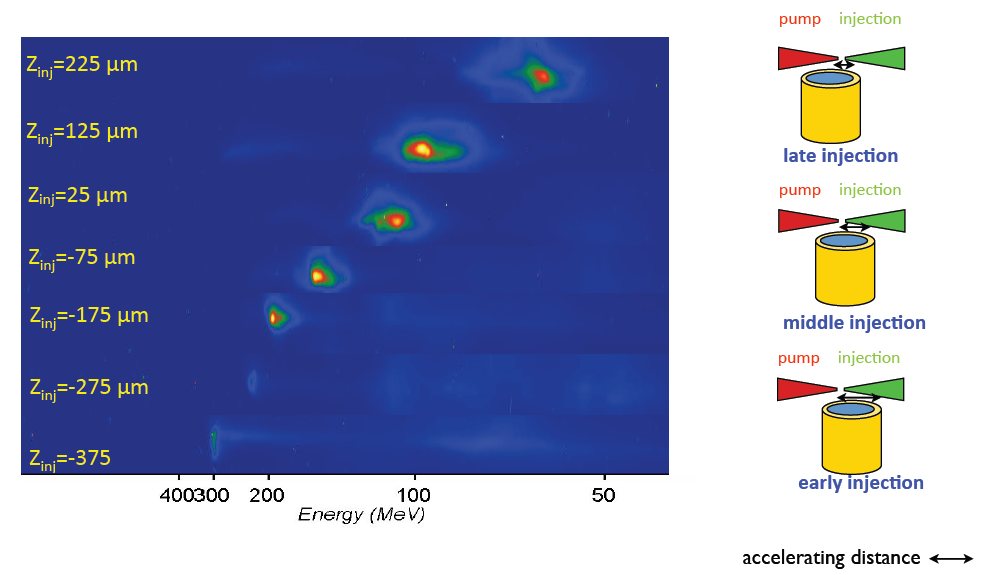 Zinj=225 µm
Zinj=125 µm
Zinj=25 µm
Zinj=-75 µm
Zinj=-175 µm
Zinj=-275 µm
Zinj=-375
400 300 200 100 50
Energy (MeV)
pump injection
late injection
pump injection
middle injection
pump injection
early injection
accelerating distance